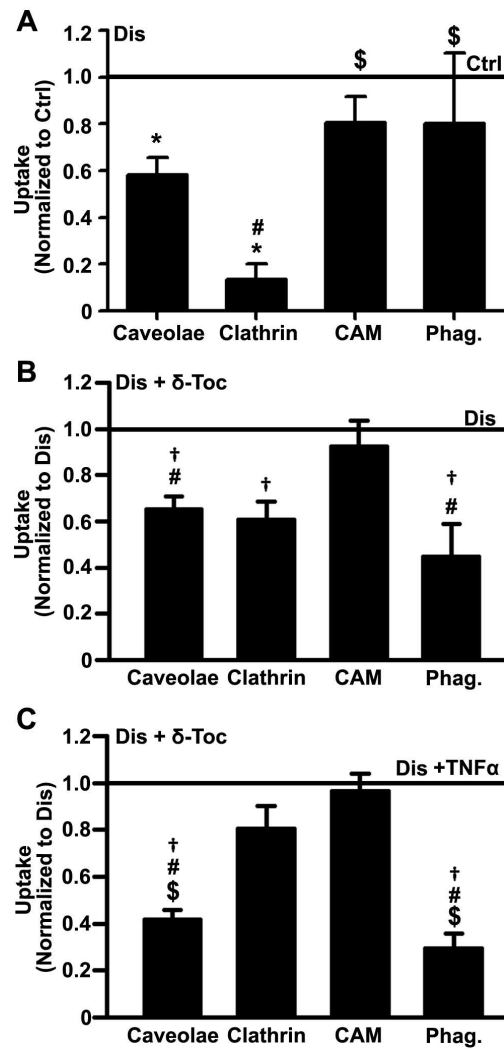 A
Dis
Ctrl
Uptake
(Normalized to Ctrl)
1.2
1.0
0.8
0.6
0.4
0.2
0
*
#
*
$
$
Caveolae Clathrin CAM Phag.
B
Dis + δ-Toc
Dis
Uptake
(Normalized to Dis)
1.2
1.0
0.8
0.6
0.4
0.2
0
†
#
†
†
#
Caveolae Clathrin CAM Phag.
C
Dis + δ-Toc
Dis +TNFα
Uptake
(Normalized to Dis)
1.2
1.0
0.8
0.6
0.4
0.2
0
†
#
$
†
#
$
Caveolae Clathrin CAM Phag.